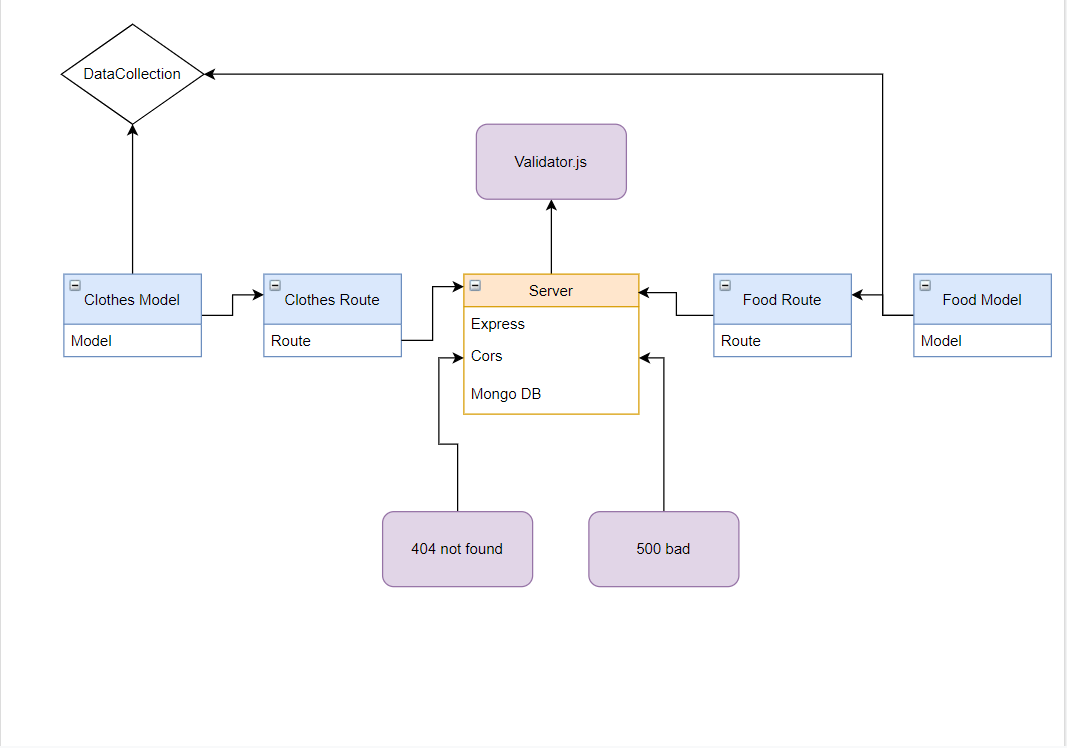 DataCollection
Validator.js
Clothes Model
Model
Clothes Route
Route
Server
Express
Cors
Mongo DB
Food Route
Route
Food Model
Model
404 not found
500 bad